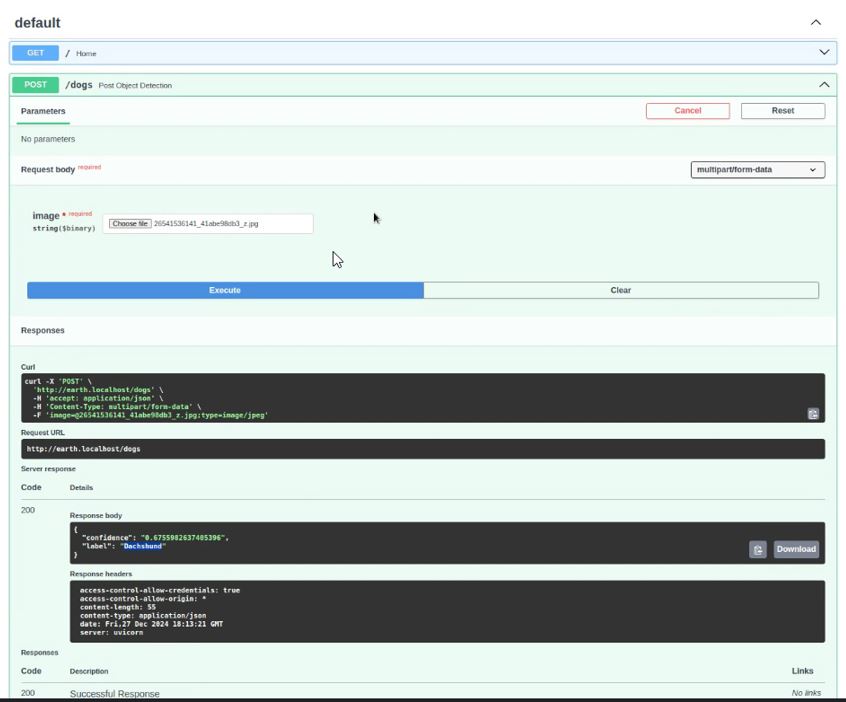 default
GET / Home
POST /dogs Post Object Detection
Parameters
Cancel
Reset
No parameters
Request body required
multipart/form-data
image * required
string($binary)
Choose file 26541536141_41abe98db3_z.jpg
Execute
Clear
Responses
Curl
curl -X 'POST' \
'http://earth.localhost/dogs' \
-H 'accept: application/json' \
-H 'Content-Type: multipart/form-data' \
-F 'image=@26541536141_41abe98db3_z.jpg;type=image/jpeg'
Request URL
http://earth.localhost/dogs
Server response
Code Details
200
Response body
{
"confidence": "0.6755982637405396",
"label": "Dachshund"
}
Download
Response headers
access-control-allow-credentials: true
access-control-allow-origin: *
content-length: 55
content-type: application/json
date: Fri,27 Dec 2024 18:13:21 GMT
server: uvicorn
Responses
Code Description Links
200 Successful Response No links